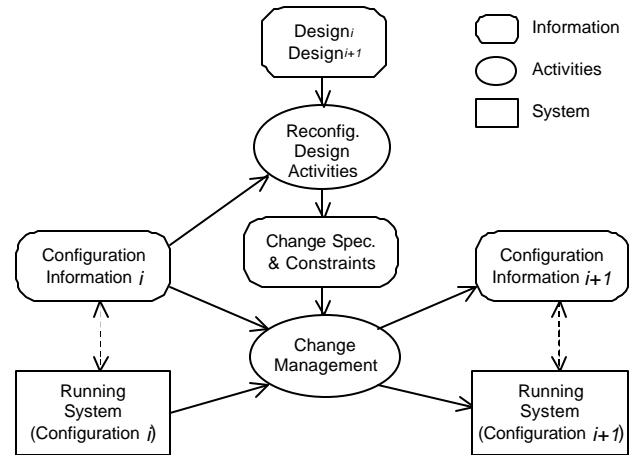 Design i
Design i+1
Information
Activities
System
Reconfig.
Design
Activities
Configuration
Information i
Change Spec.
& Constraints
Configuration
Information i+1
Change
Management
Running
System
(Configuration i)
Running
System
(Configuration i+1)